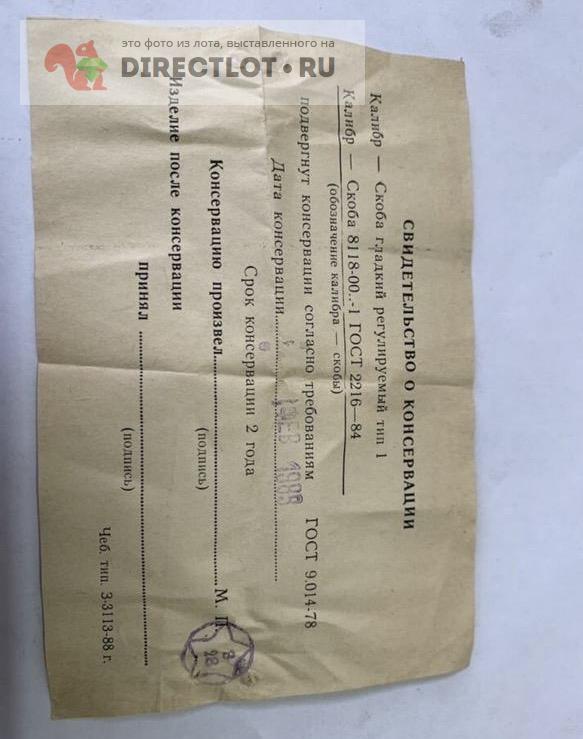 это фото из лота, выставленного на
DIRECTLOT.RU
СВИДЕТЕЛЬСТВО О КОНСЕРВАЦИИ
Калибр — Скоба гладкий регулируемый тип 1
Калибр — Скоба 8118-00..-1 ГОСТ 2216—84
(обозначение калибра — скобы)
подвергнут консервации согласно требованиям ГОСТ 9.014-78
Дата консервации
Срок консервации 2 года
Консервацию произвел М. П.
(подпись)
Изделие после консервации
принял
(подпись)
Чеб. тип. З-3113-88 г.